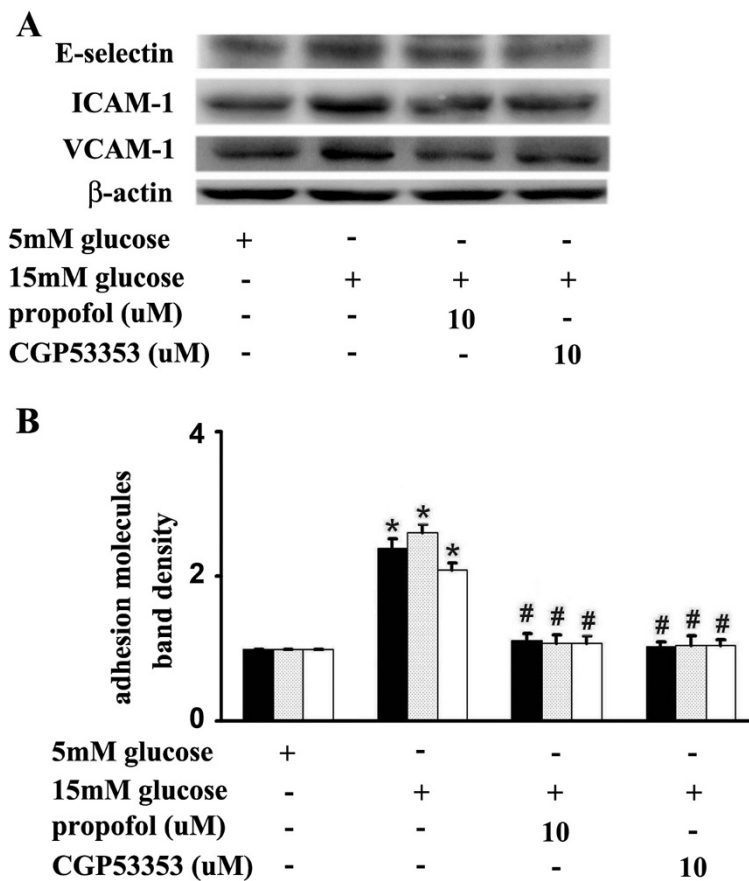 A
E-selectin
ICAM-1
VCAM-1
β-actin
5mM glucose + - - -
15mM glucose - + + +
propofol (uM) - - 10 -
CGP53353 (uM) - - - 10
B
adhesion molecules
band density
4
2
0
* * *
# # # # # #
5mM glucose + - - -
15mM glucose - + + +
propofol (uM) - - 10 -
CGP53353 (uM) - - - 10